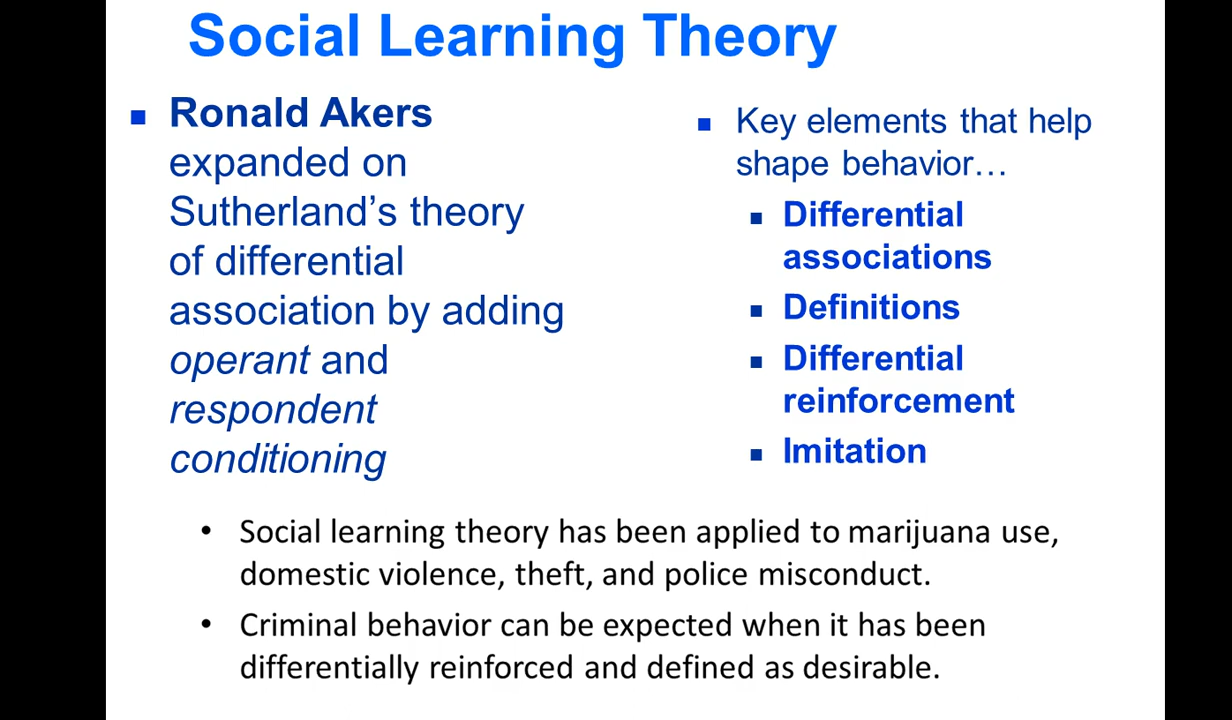 Social Learning Theory
Ronald Akers
expanded on
Sutherland’s theory
of differential
association by adding
operant and
respondent
conditioning
Key elements that help
shape behavior…
Differential
associations
Definitions
Differential
reinforcement
Imitation
Social learning theory has been applied to marijuana use,
domestic violence, theft, and police misconduct.
Criminal behavior can be expected when it has been
differentially reinforced and defined as desirable.